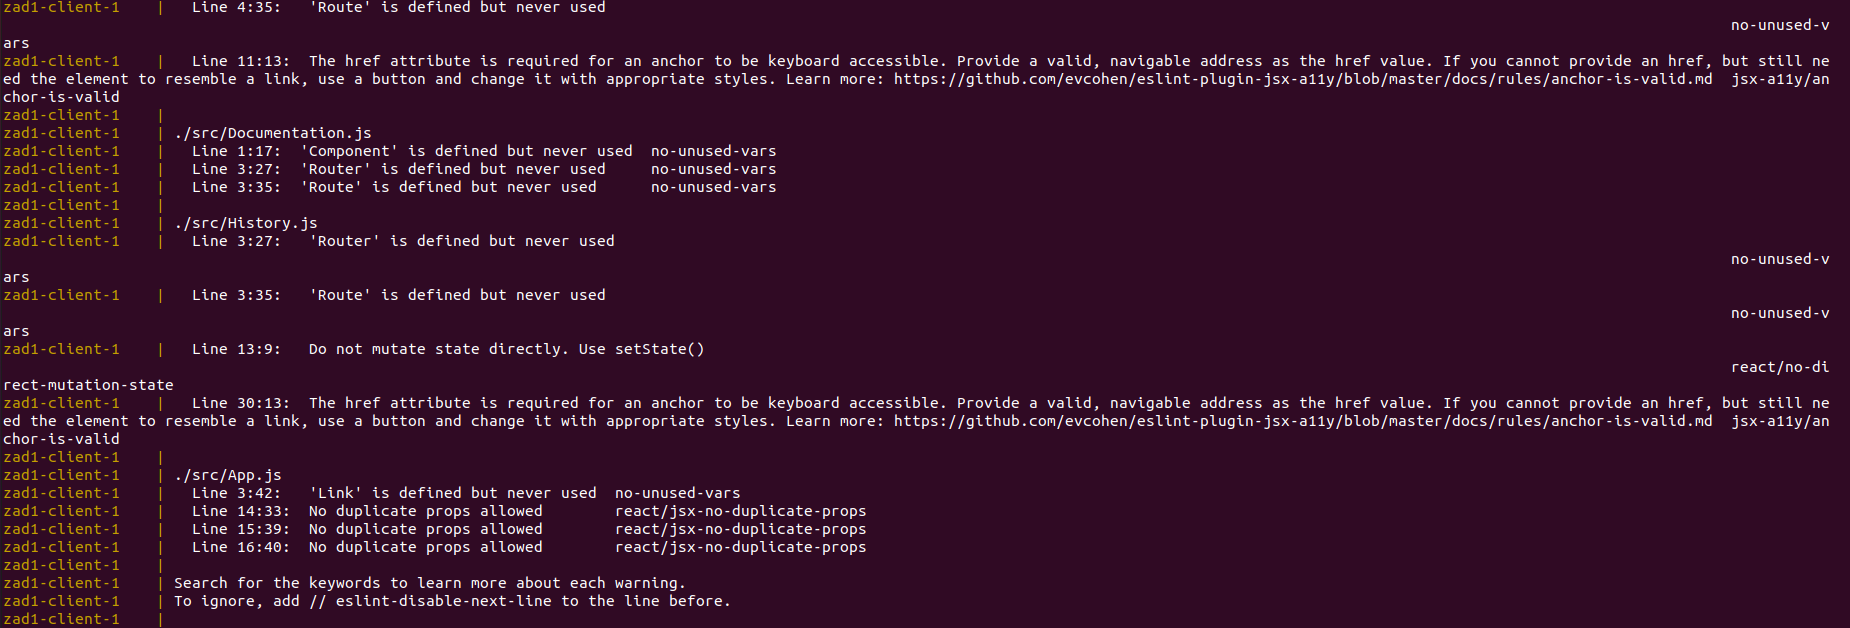 zad1-client-1    |   Line 4:35:   'Route' is defined but never used
no-unused-v
ars
zad1-client-1    |   Line 11:13:  The href attribute is required for an anchor to be keyboard accessible. Provide a valid, navigable address as the href value. If you cannot provide an href, but still ne
ed the element to resemble a link, use a button and change it with appropriate styles. Learn more: https://github.com/evcohen/eslint-plugin-jsx-a11y/blob/master/docs/rules/anchor-is-valid.md  jsx-a11y/an
chor-is-valid
zad1-client-1    |
zad1-client-1    | ./src/Documentation.js
zad1-client-1    |   Line 1:17:  'Component' is defined but never used  no-unused-vars
zad1-client-1    |   Line 3:27:  'Router' is defined but never used     no-unused-vars
zad1-client-1    |   Line 3:35:  'Route' is defined but never used      no-unused-vars
zad1-client-1    |
zad1-client-1    | ./src/History.js
zad1-client-1    |   Line 3:27:   'Router' is defined but never used
no-unused-v
ars
zad1-client-1    |   Line 3:35:   'Route' is defined but never used
no-unused-v
ars
zad1-client-1    |   Line 13:9:   Do not mutate state directly. Use setState()
react/no-di
rect-mutation-state
zad1-client-1    |   Line 30:13:  The href attribute is required for an anchor to be keyboard accessible. Provide a valid, navigable address as the href value. If you cannot provide an href, but still ne
ed the element to resemble a link, use a button and change it with appropriate styles. Learn more: https://github.com/evcohen/eslint-plugin-jsx-a11y/blob/master/docs/rules/anchor-is-valid.md  jsx-a11y/an
chor-is-valid
zad1-client-1    |
zad1-client-1    | ./src/App.js
zad1-client-1    |   Line 3:42:   'Link' is defined but never used  no-unused-vars
zad1-client-1    |   Line 14:33:  No duplicate props allowed        react/jsx-no-duplicate-props
zad1-client-1    |   Line 15:39:  No duplicate props allowed        react/jsx-no-duplicate-props
zad1-client-1    |   Line 16:40:  No duplicate props allowed        react/jsx-no-duplicate-props
zad1-client-1    |
zad1-client-1    | Search for the keywords to learn more about each warning.
zad1-client-1    | To ignore, add // eslint-disable-next-line to the line before.
zad1-client-1    |